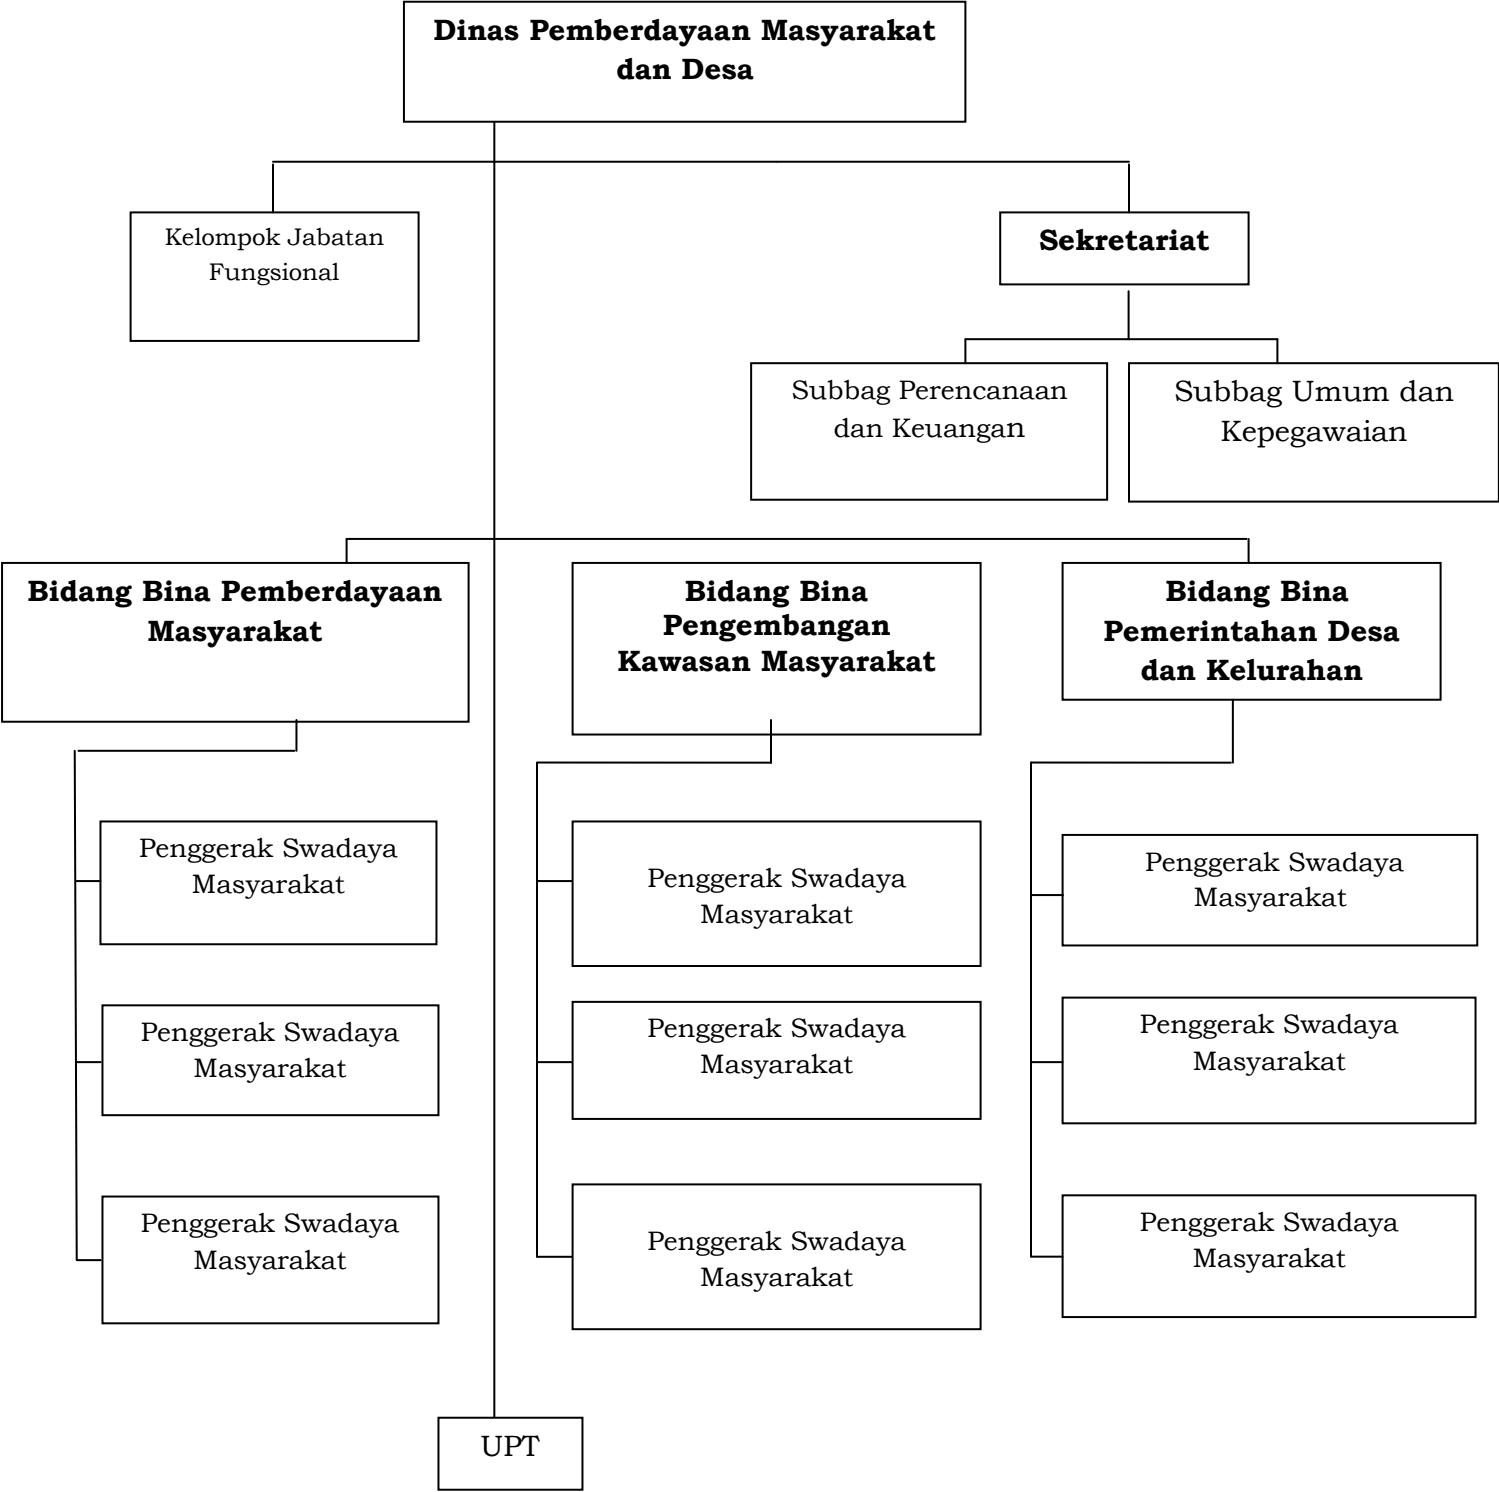 Dinas Pemberdayaan Masyarakat
dan Desa
Kelompok Jabatan
Fungsional
Sekretariat
Subbag Perencanaan
dan Keuangan
Subbag Umum dan
Kepegawaian
Bidang Bina Pemberdayaan
Masyarakat
Bidang Bina
Pengembangan
Kawasan Masyarakat
Bidang Bina
Pemerintahan Desa
dan Kelurahan
Penggerak Swadaya
Masyarakat
Penggerak Swadaya
Masyarakat
Penggerak Swadaya
Masyarakat
Penggerak Swadaya
Masyarakat
Penggerak Swadaya
Masyarakat
Penggerak Swadaya
Masyarakat
Penggerak Swadaya
Masyarakat
Penggerak Swadaya
Masyarakat
Penggerak Swadaya
Masyarakat
UPT